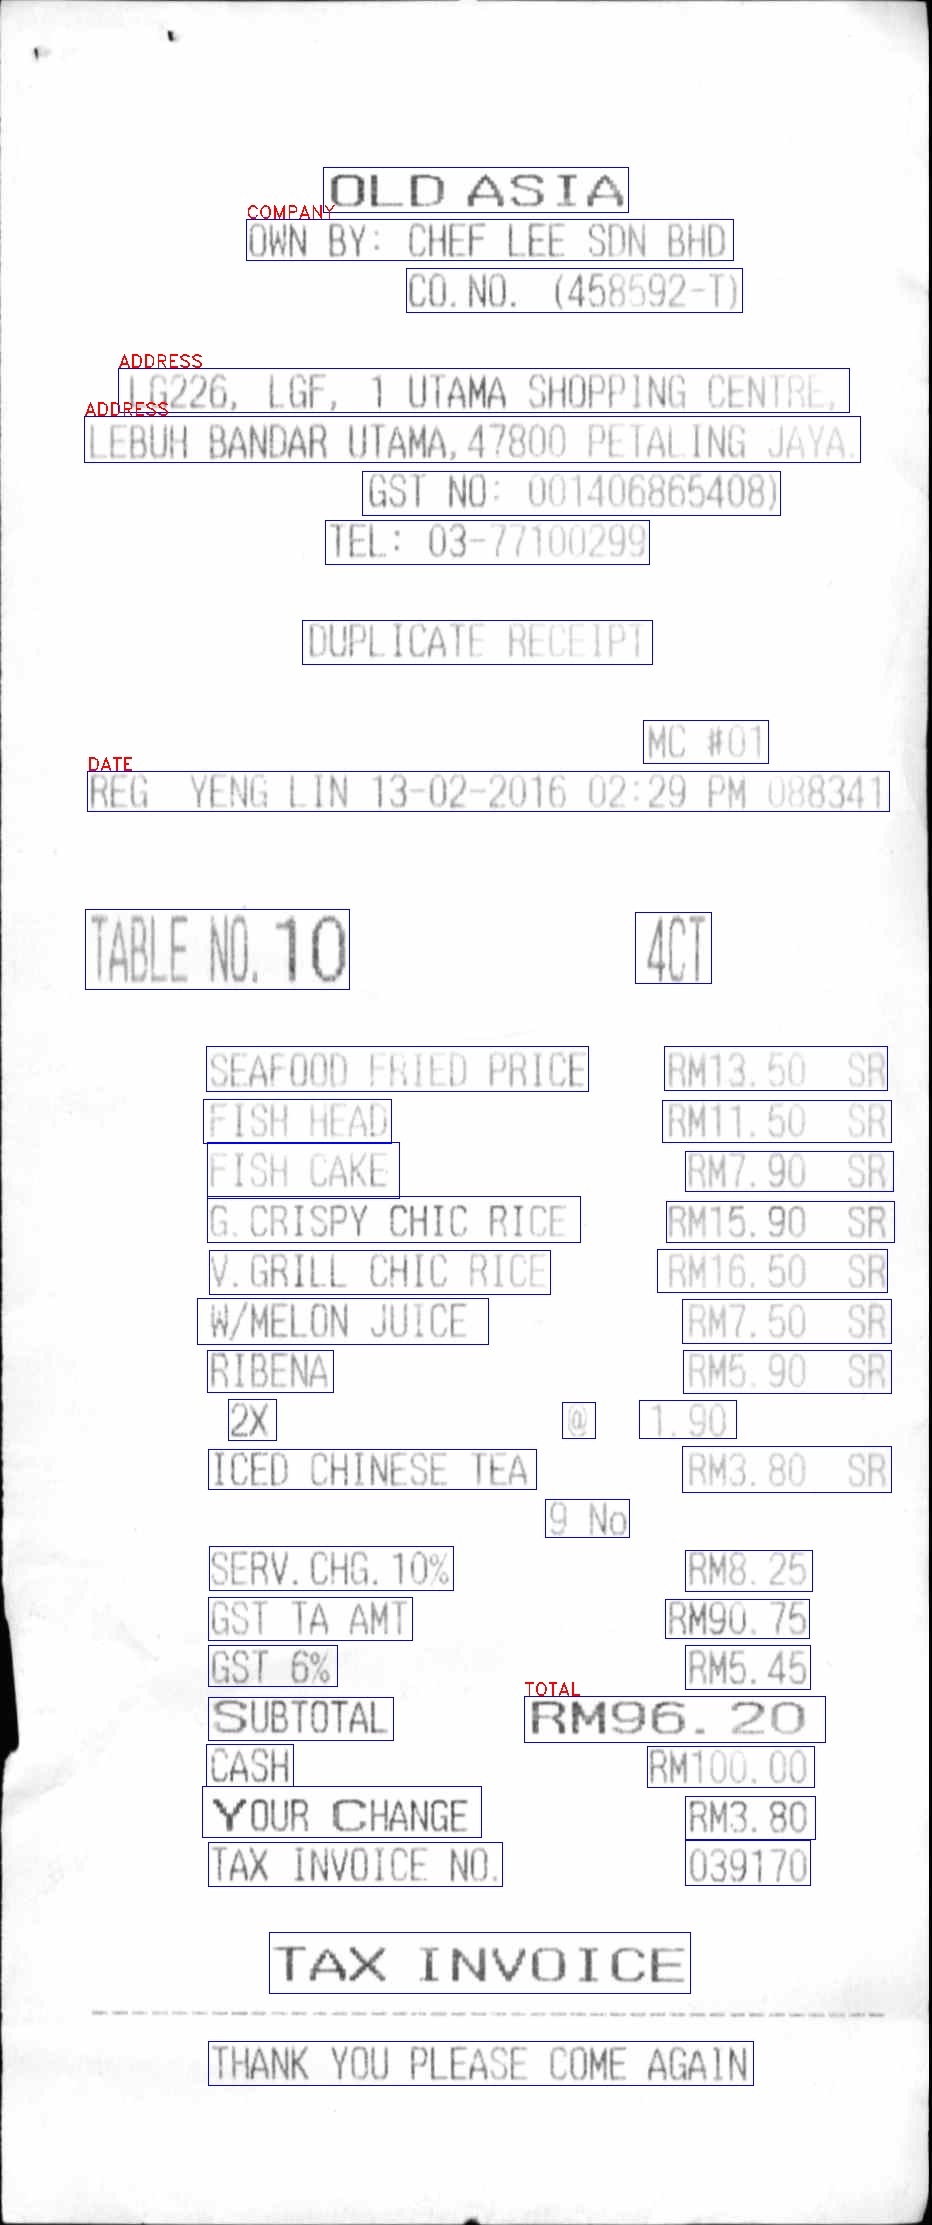 OLD ASIA
COMPANY
OWN BY: CHEF LEE SDN BHD
CO.NO. (458592-T)
ADDRESS
LG226, LGF, 1 UTAMA SHOPPING CENTRE,
ADDRESS
LEBUH BANDAR UTAMA,47800 PETALING JAYA.
GST NO: 001406865408)
TEL: 03-77100299
DUPLICATE RECEIPT
MC #01
DATE
REG YENG LIN 13-02-2016 02:29 PM 088341
TABLE NO. 10 4CT
SEAFOOD FRIED PRICE RM13.50 SR
FISH HEAD RM11.50 SR
FISH CAKE RM7.90 SR
G.CRISPY CHIC RICE RM15.90 SR
V.GRILL CHIC RICE RM16.50 SR
W/MELON JUICE RM7.50 SR
RIBENA RM5.90 SR
2X @ 1.90
ICED CHINESE TEA RM3.80 SR
9 No
SERV.CHG.10% RM8.25
GST TA AMT RM90.75
GST 6% RM5.45
TOTAL
SUBTOTAL RM96.20
CASH RM100.00
YOUR CHANGE RM3.80
TAX INVOICE NO. 039170
TAX INVOICE
THANK YOU PLEASE COME AGAIN